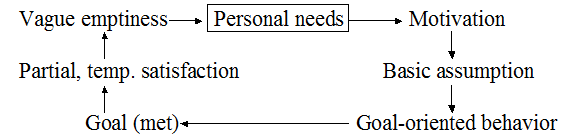 Vague emptiness Personal needs Motivation
Partial, temp. satisfaction Basic assumption
Goal (met) Goal-oriented behavior